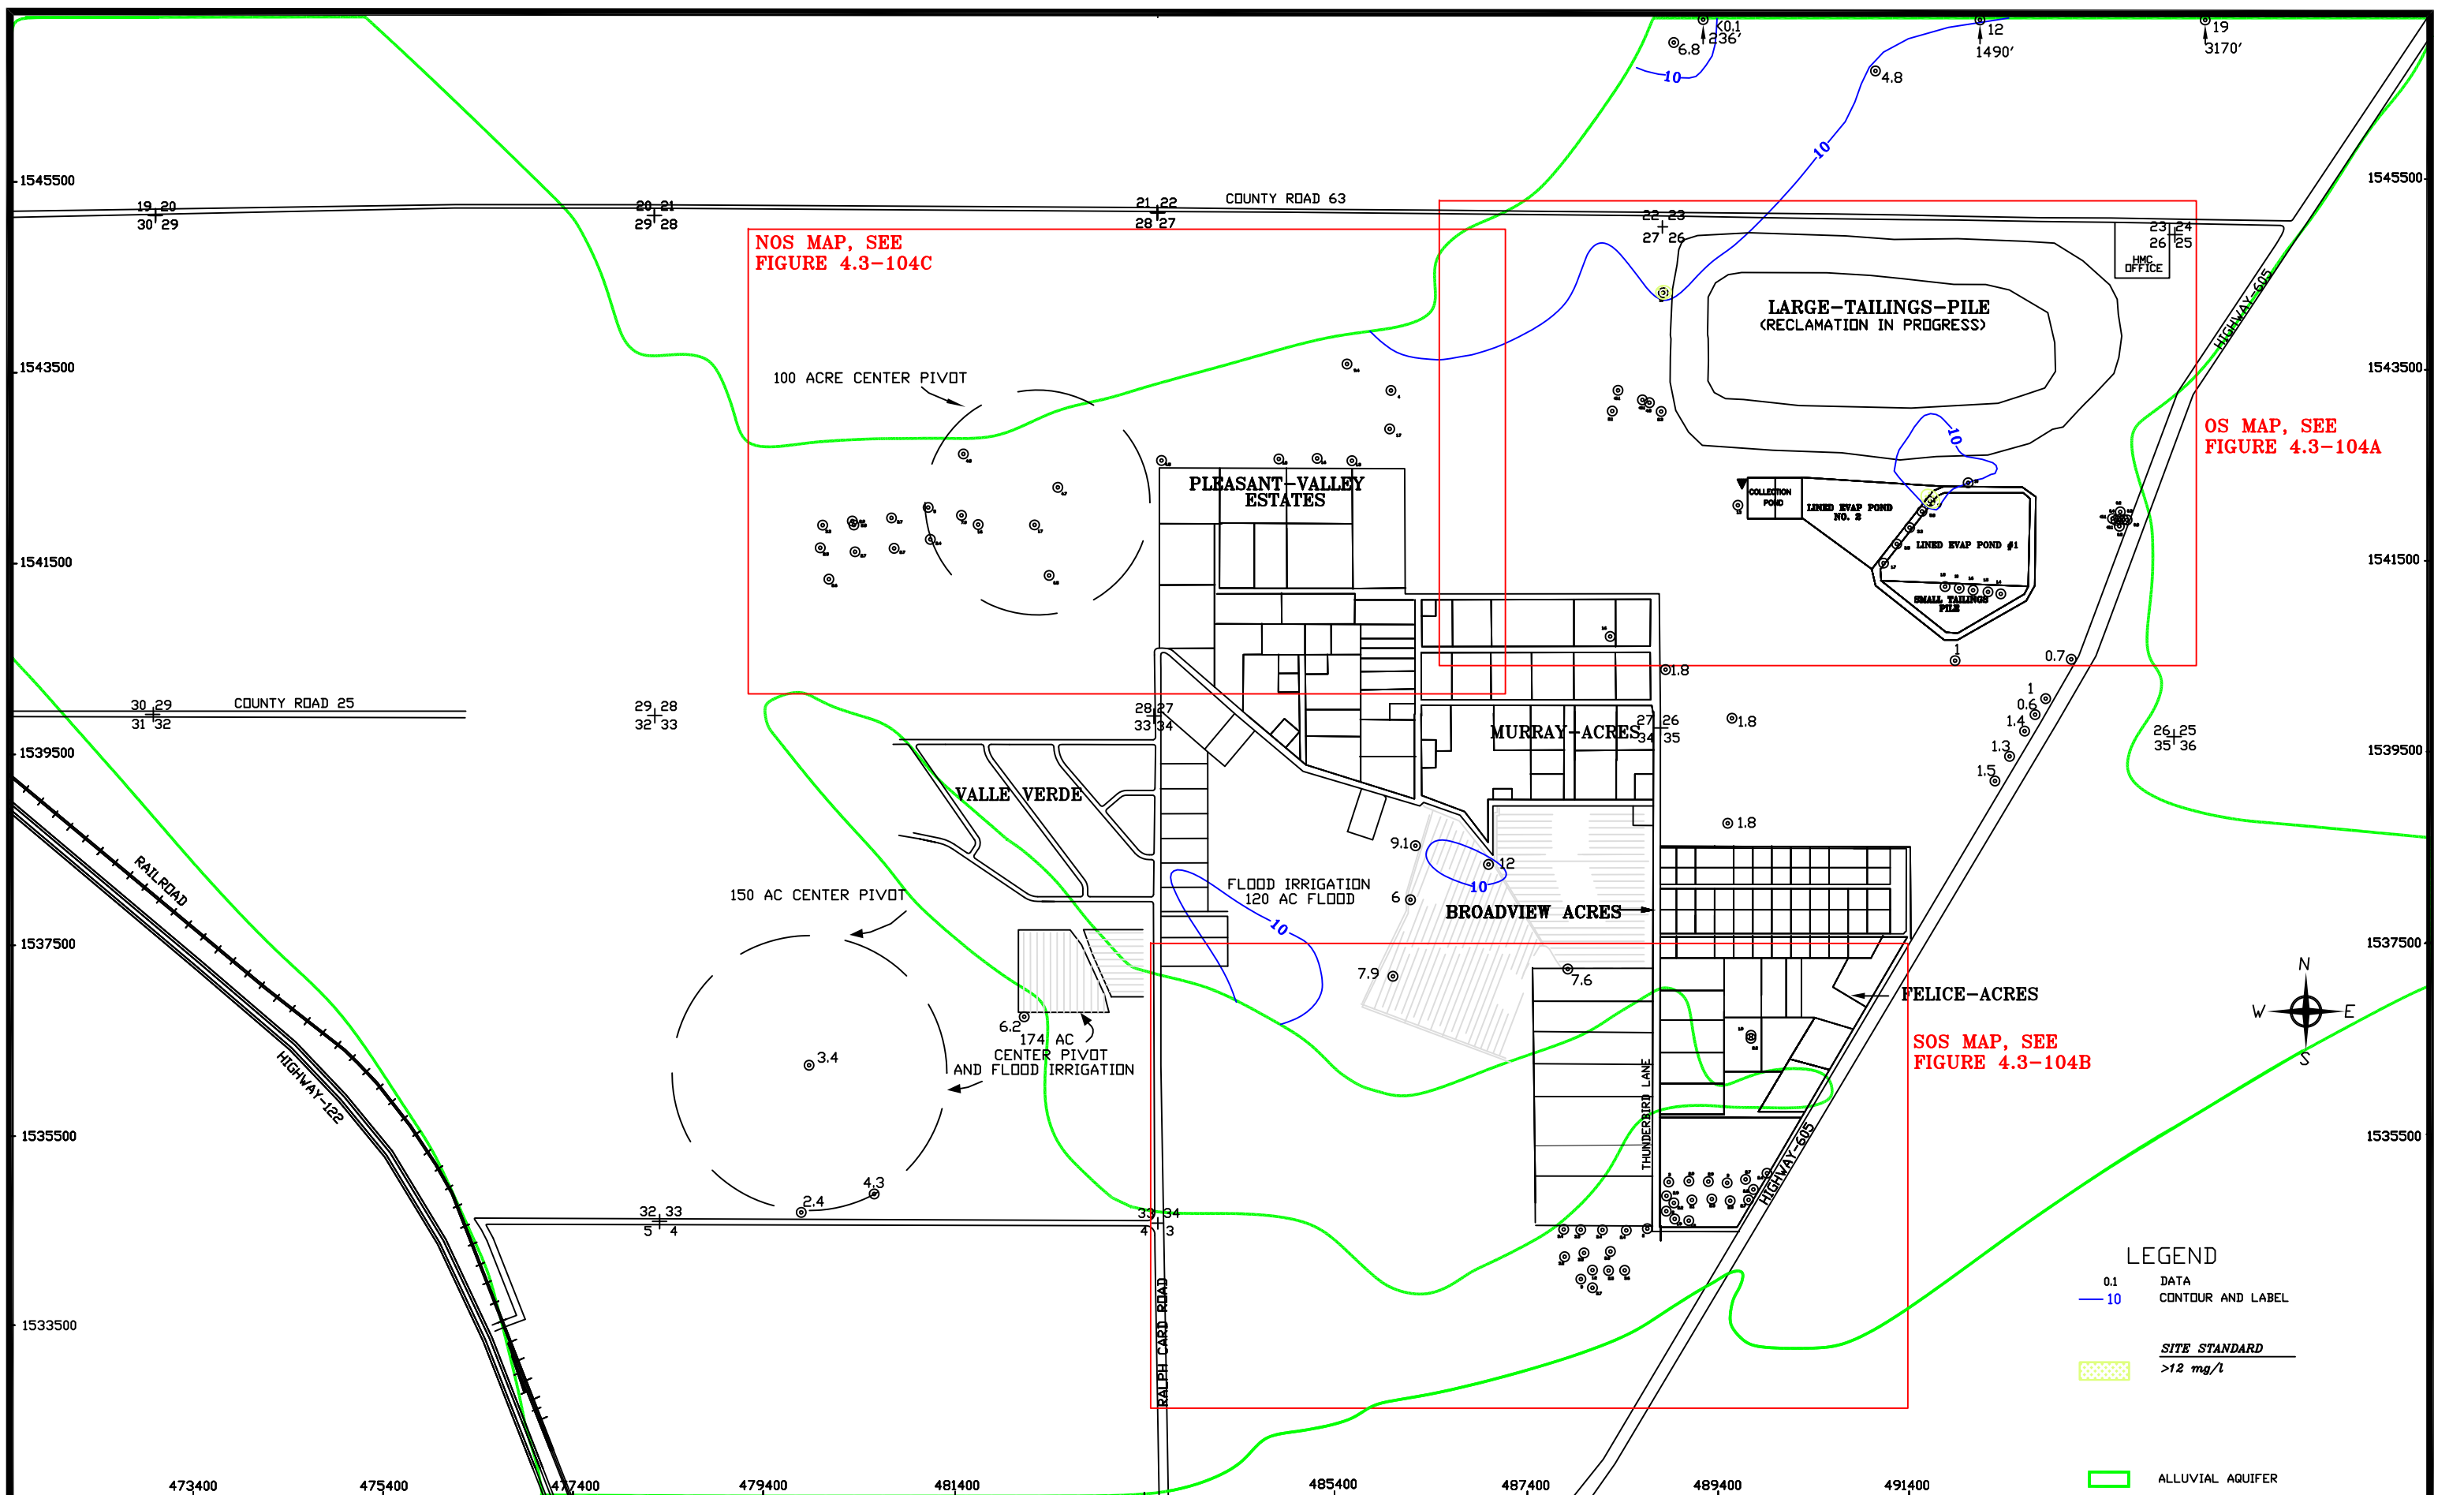 <0.1
236'
6.8
12
1490'
19
3170'
10
4.8
10
1545500
1545500
COUNTY ROAD 63
19 20
30 29
20 21
29 28
21 22
28 27
22 23
27 26
23 24
26 25
HMC
OFFICE
NOS MAP, SEE
FIGURE 4.3-104C
LARGE-TAILINGS-PILE
(RECLAMATION IN PROGRESS)
HIGHWAY-605
1543500
1543500
100 ACRE CENTER PIVOT
OS MAP, SEE
FIGURE 4.3-104A
10
PLEASANT-VALLEY
ESTATES
COLLECTION
POND
LINED EVAP POND
NO. 2
LINED EVAP POND #1
1541500
1541500
SMALL TAILINGS
PILE
1
0.7
1.8
1
0.6
1.4
1.3
1.5
1.8
30 29
31 32
COUNTY ROAD 25
29 28
32 33
28 27
33 34
27 26
34 35
26 25
35 36
MURRAY-ACRES
1539500
1539500
VALLE VERDE
1.8
9.1
12
10
6
RAILROAD
150 AC CENTER PIVOT
FLOOD IRRIGATION
120 AC FLOOD
BROADVIEW ACRES
10
1537500
1537500
7.9
7.6
N
W E
S
FELICE-ACRES
6.2
174 AC
CENTER PIVOT
AND FLOOD IRRIGATION
3.4
SOS MAP, SEE
FIGURE 4.3-104B
HIGHWAY-122
THUNDERBIRD LANE
1535500
1535500
HIGHWAY-605
4.3
2.4
32 33
5 4
33 34
4 3
RALPH CARD ROAD
LEGEND
0.1 DATA
10 CONTOUR AND LABEL
1533500
SITE STANDARD
>12 mg/l
ALLUVIAL AQUIFER
473400
475400
477400
479400
481400
485400
487400
489400
491400